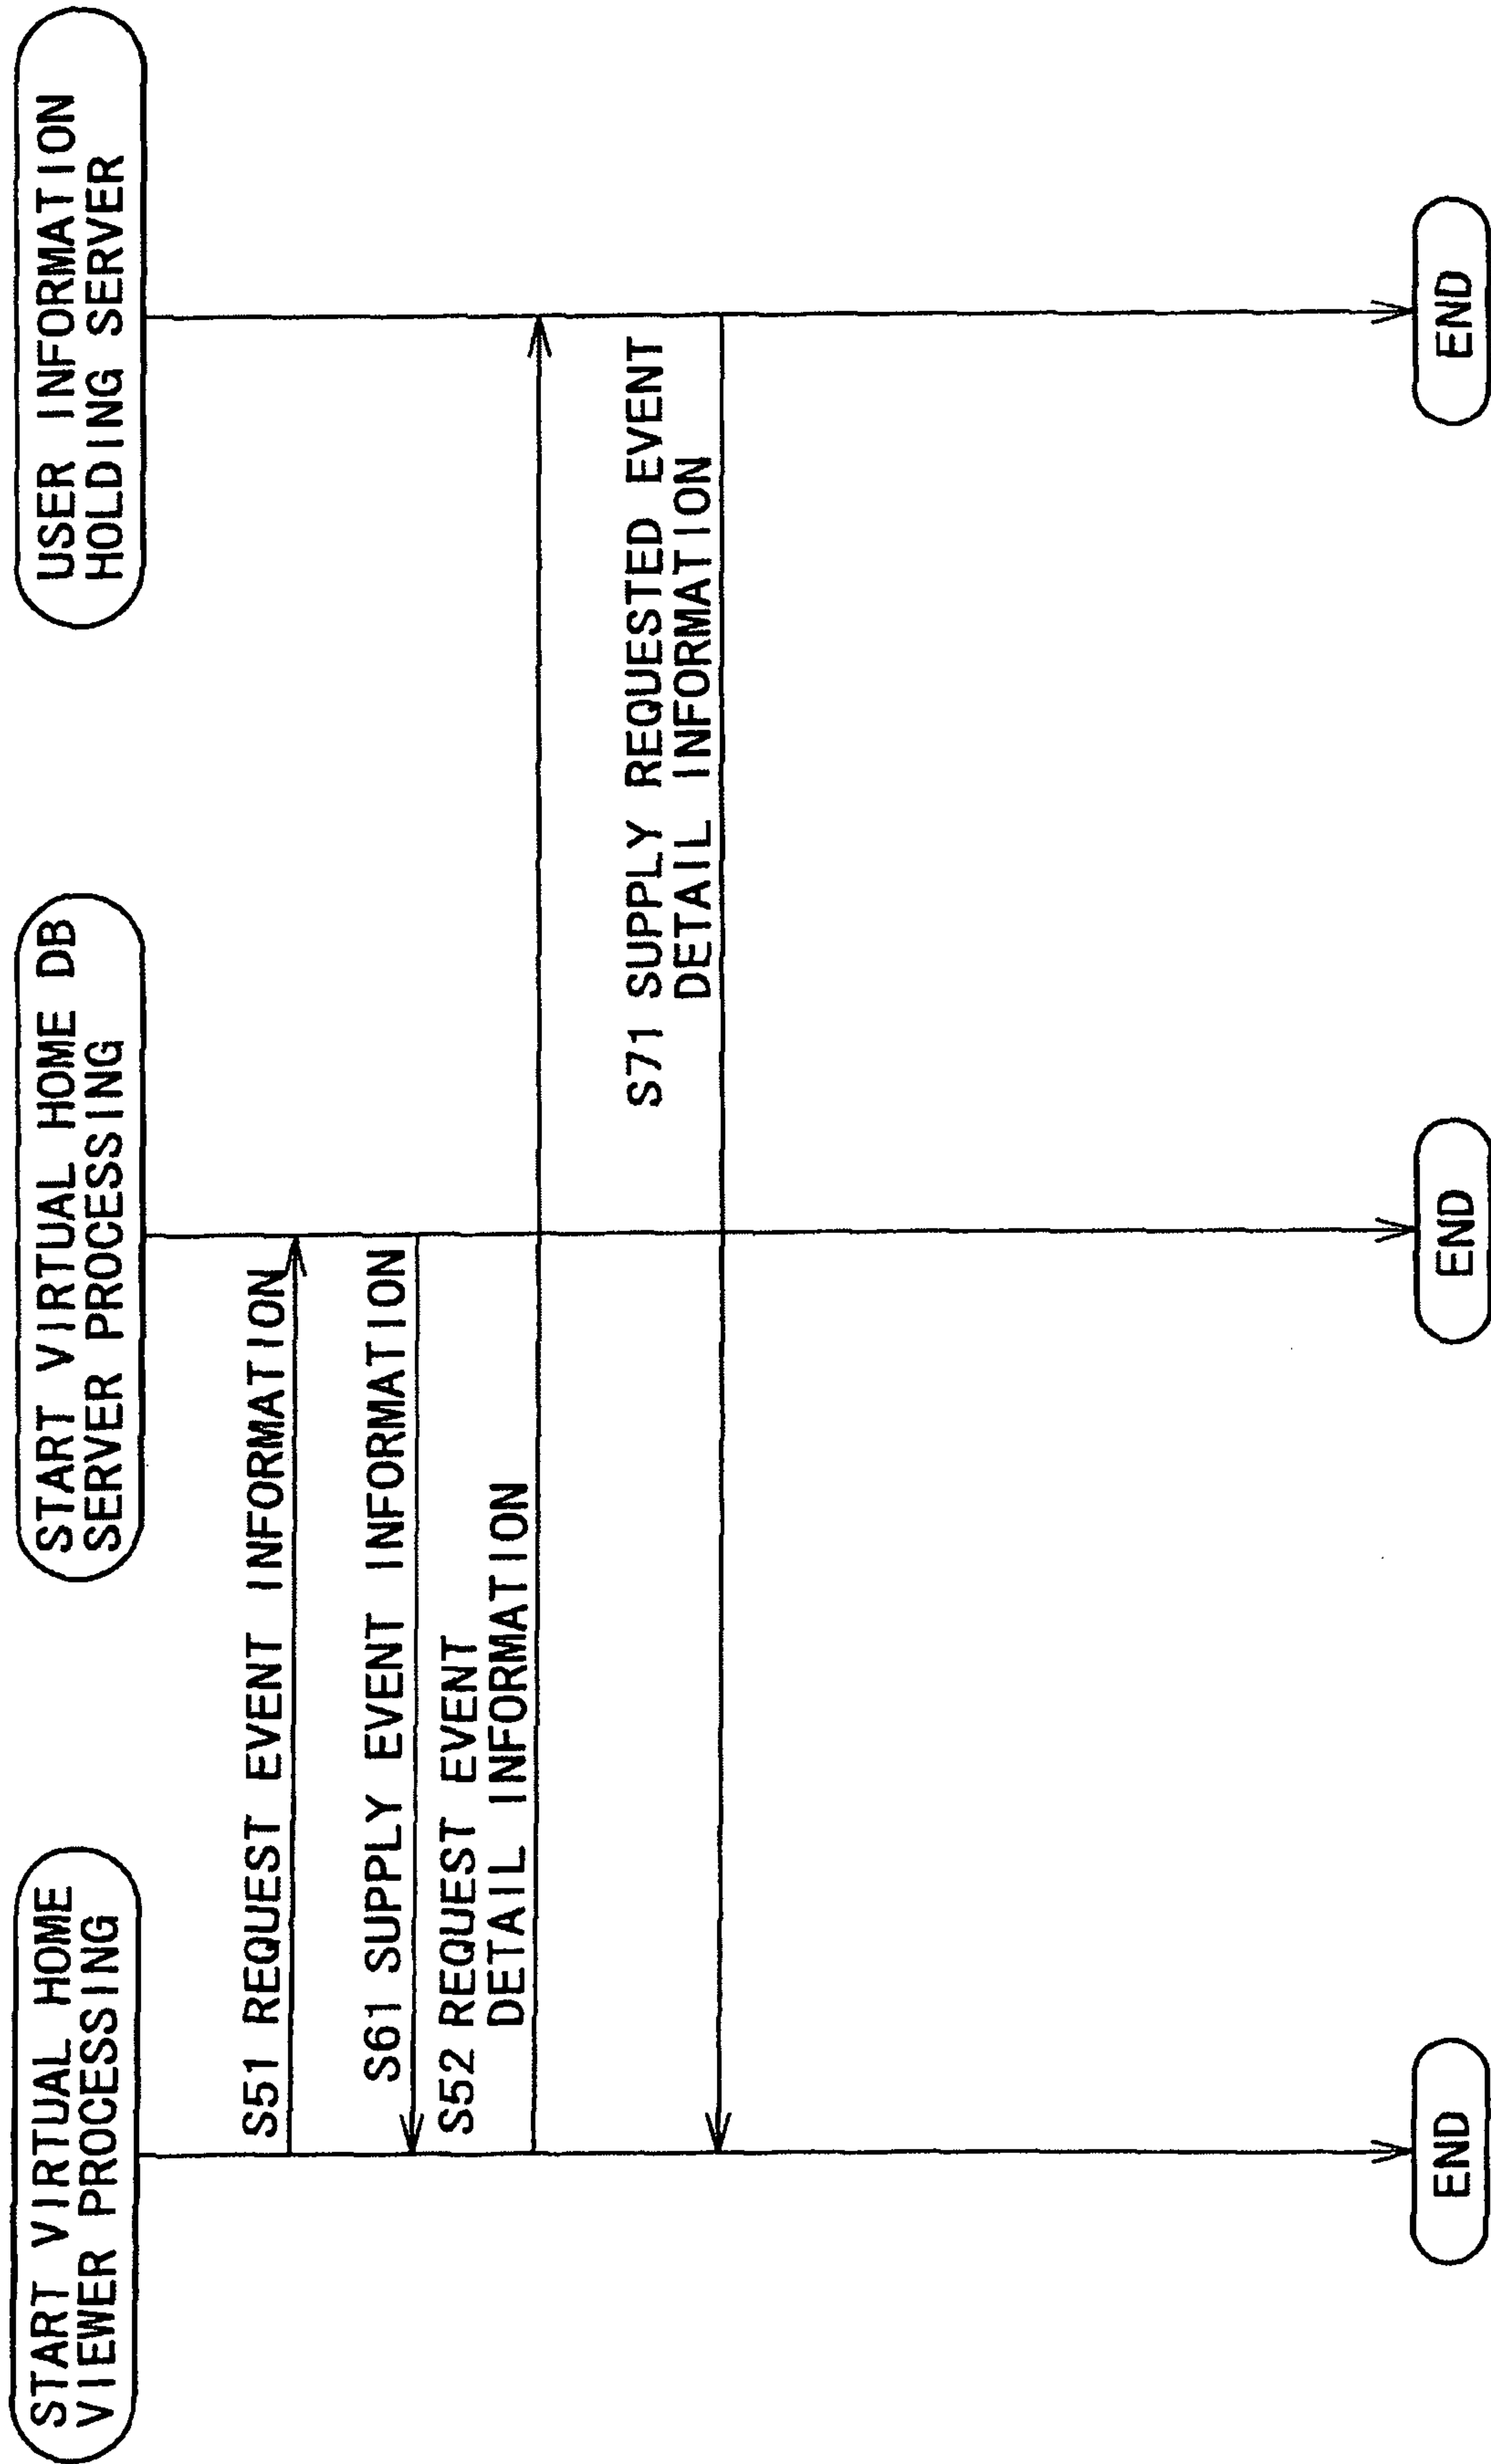 START VIRTUAL HOME
VIEWER PROCESSING
START VIRTUAL HOME DB
SERVER PROCESSING
USER INFORMATION
HOLDING SERVER
S51 REQUEST EVENT INFORMATION
S61 SUPPLY EVENT INFORMATION
S52 REQUEST EVENT
DETAIL INFORMATION
S71 SUPPLY REQUESTED EVENT
DETAIL INFORMATION
END
END
END